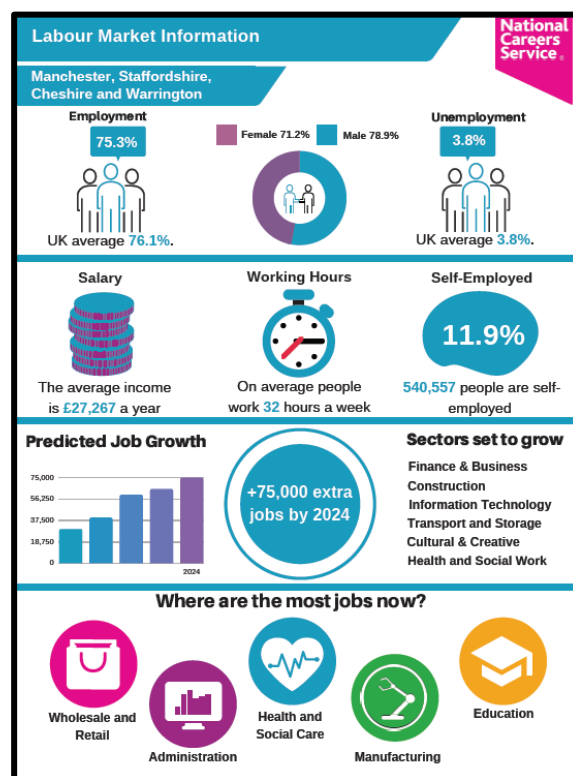 Labour Market Information
National
Careers
Service
Manchester, Staffordshire,
Cheshire and Warrington
Employment
75.3%
UK average 76.1%.
Female 71.2%
Male 78.9%
Unemployment
3.8%
UK average 3.8%.
Salary
The average income
is £27,267 a year
Working Hours
On average people
work 32 hours a week
Self-Employed
11.9%
540,557 people are self-
employed
Predicted Job Growth
75,000
56,250
37,500
18,750
0
2024
+75,000 extra
jobs by 2024
Sectors set to grow
Finance & Business
Construction
Information Technology
Transport and Storage
Cultural & Creative
Health and Social Work
Where are the most jobs now?
Wholesale and
Retail
Administration
Health and
Social Care
Manufacturing
Education